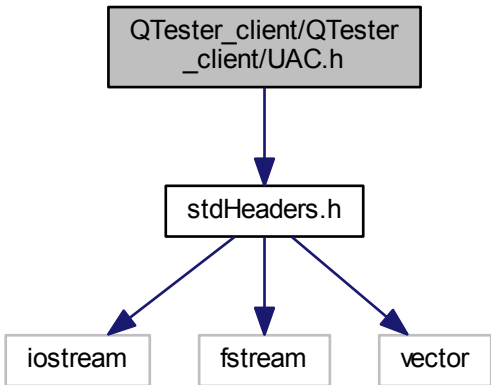 QTester_client/QTester
_client/UAC.h
stdHeaders.h
iostream
fstream
vector